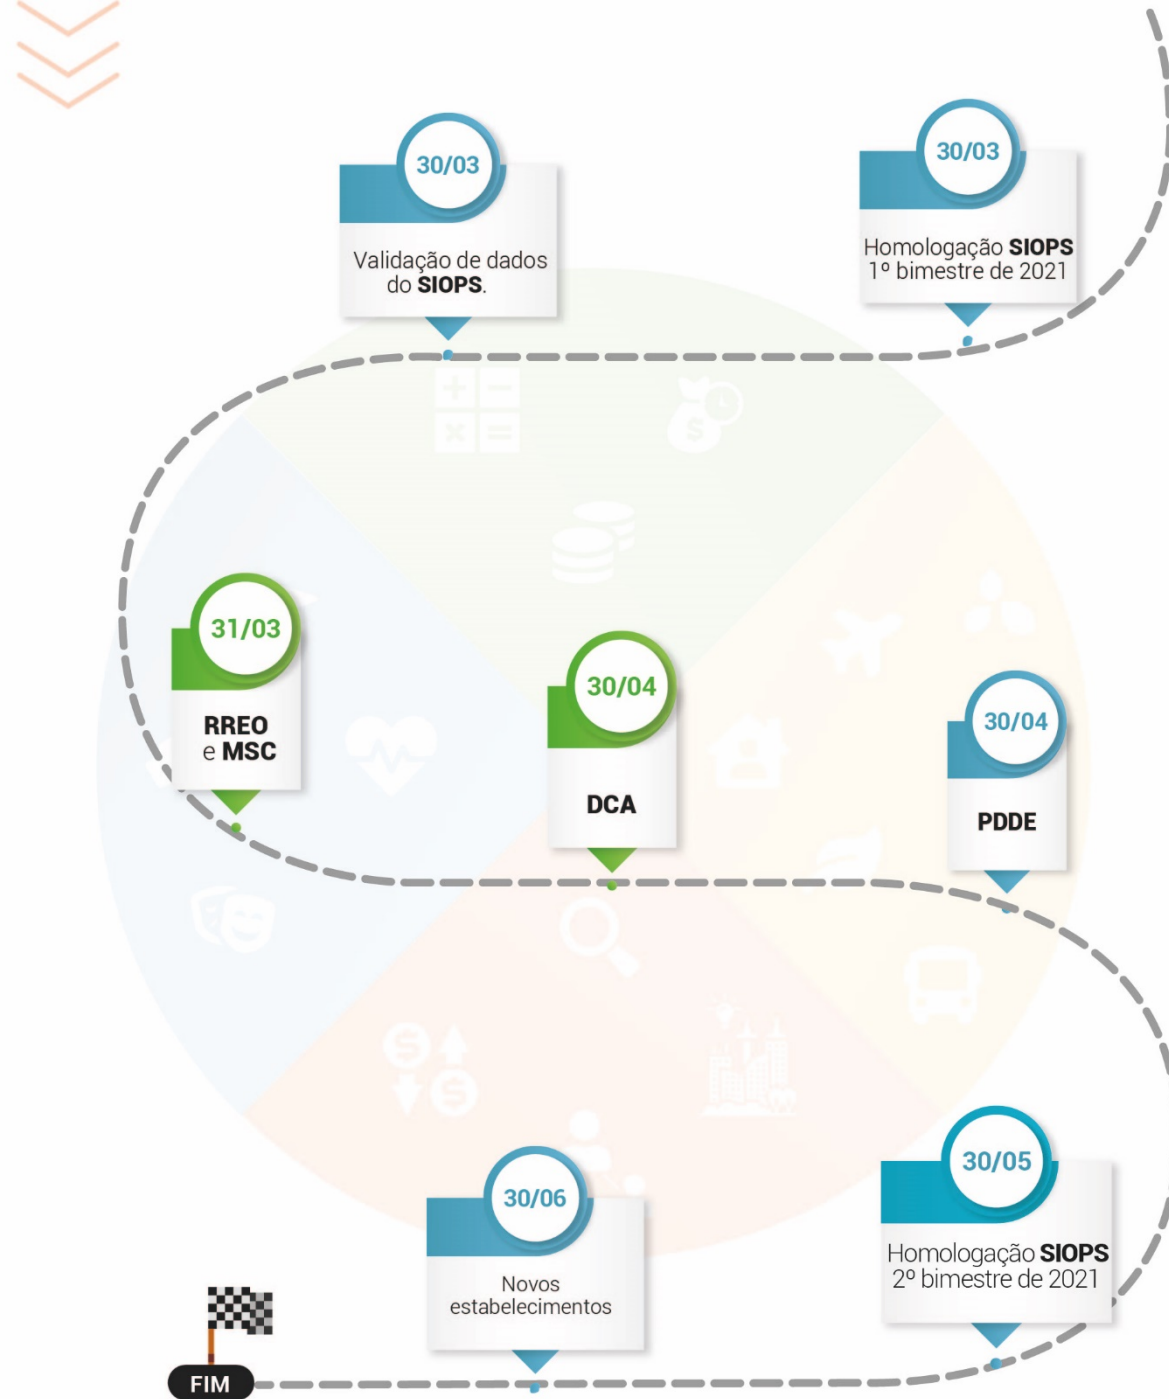 30/03
Validação de dados
do SIOPS.
30/03
Homologação SIOPS
1º bimestre de 2021
31/03
RREO
e MSC
30/04
DCA
30/04
PDDE
30/06
Novos
estabelecimentos
30/05
Homologação SIOPS
2º bimestre de 2021
FIM